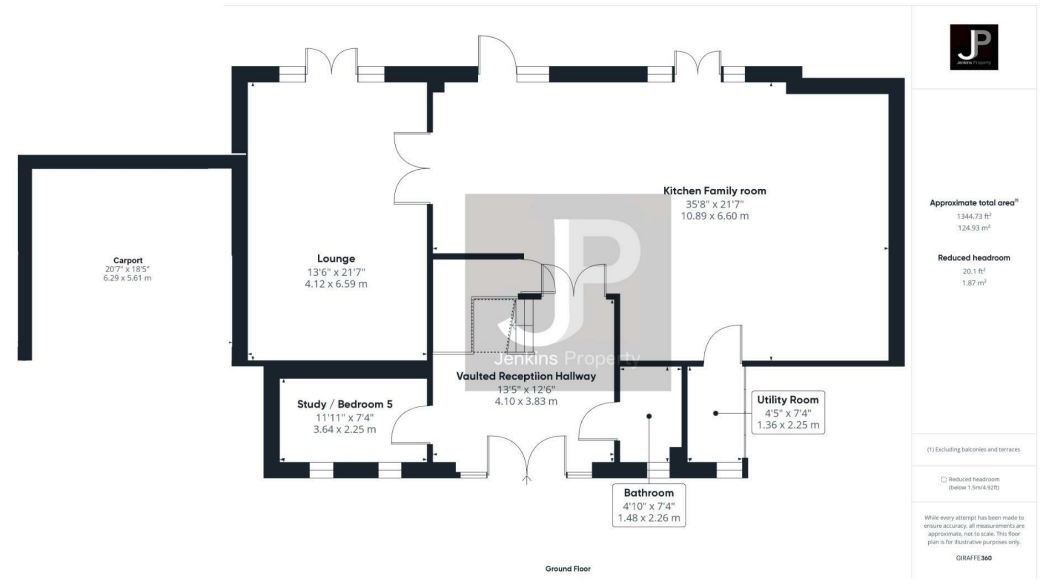 JP
Jenkins Property
Approximate total area(1)
1344.73 ft²
124.93 m²
Reduced headroom
20.1 ft²
1.87 m²
(1) Excluding balconies and terraces
Reduced headroom
(below 1.5m/4.92ft)
While every attempt has been made to
ensure accuracy, all measurements are
approximate, not to scale. This floor
plan is for illustrative purposes only.
GIRAFFE360
Kitchen Family room
35'8" x 21'7"
10.89 x 6.60 m
Lounge
13'6" x 21'7"
4.12 x 6.59 m
Carport
20'7" x 18'5"
6.29 x 5.61 m
JP
Jenkins Property
Vaulted Receptiion Hallway
13'5" x 12'6"
4.10 x 3.83 m
Study / Bedroom 5
11'11" x 7'4"
3.64 x 2.25 m
Utility Room
4'5" x 7'4"
1.36 x 2.25 m
Bathroom
4'10" x 7'4"
1.48 x 2.26 m
Ground Floor